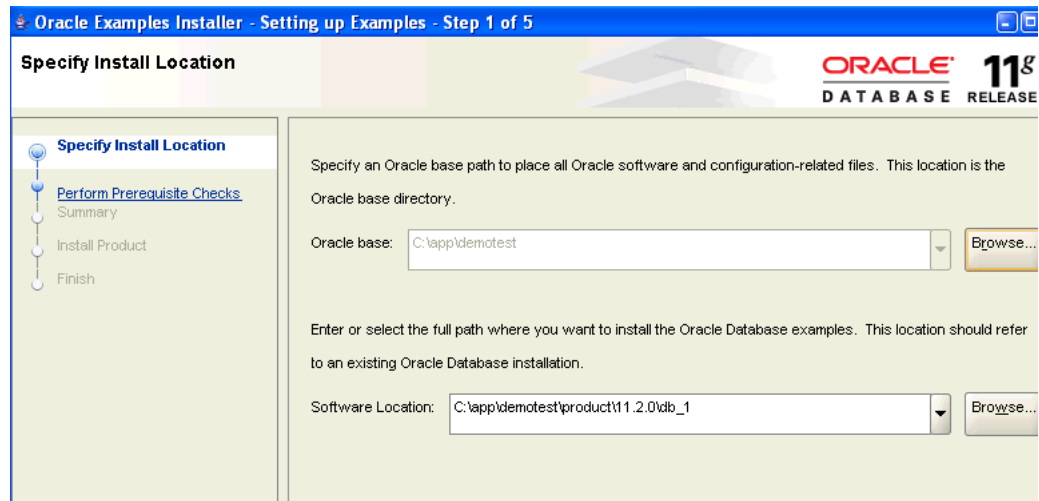 Oracle Examples Installer - Setting up Examples - Step 1 of 5
Specify Install Location
ORACLE
DATABASE
11g
RELEASE
Specify Install Location
Perform Prerequisite Checks
Summary
Install Product
Finish
Specify an Oracle base path to place all Oracle software and configuration-related files. This location is the
Oracle base directory.
Oracle base: C:\app\demotest Browse...
Enter or select the full path where you want to install the Oracle Database examples. This location should refer
to an existing Oracle Database installation.
Software Location: C:\app\demotest\product\11.2.0\db_1 Browse...